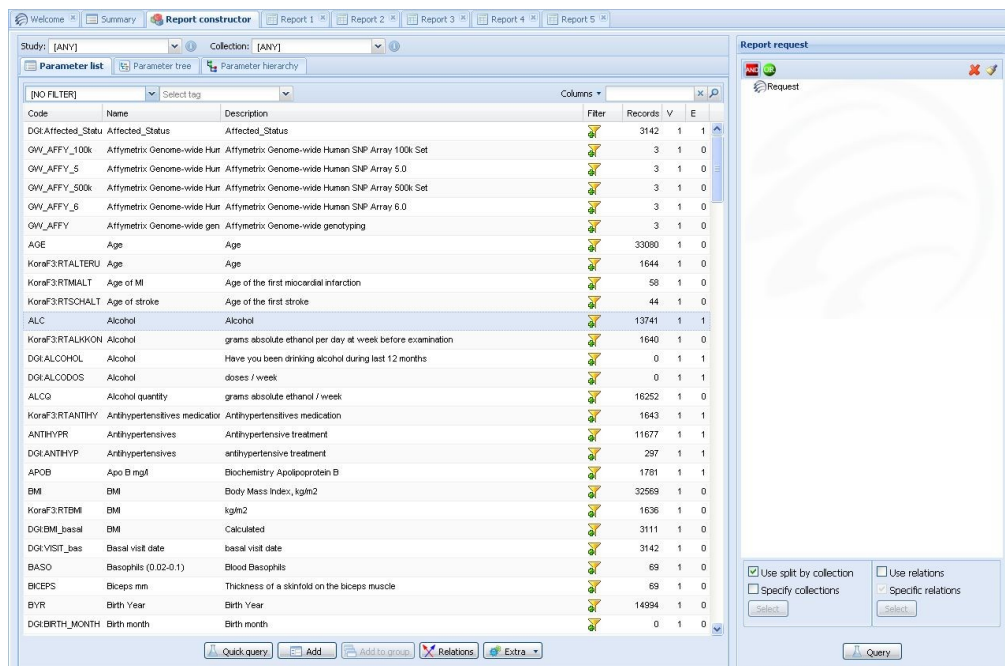 Welcome Summary Report constructor Report 1 Report 2 Report 3 Report 4 Report 5
Study: [ANY] Collection: [ANY]
Parameter list Parameter tree Parameter hierarchy
[NO FILTER] Select tag Columns
Code Name Description Filter Records V E
DGI:Affected_Statu Affected_Status Affected_Status 3142 1 1
GW_AFFY_100k Affymetrix Genome-wide Hum Affymetrix Genome-wide Human SNP Array 100k Set 3 1 0
GW_AFFY_5 Affymetrix Genome-wide Hum Affymetrix Genome-wide Human SNP Array 5.0 3 1 0
GW_AFFY_500k Affymetrix Genome-wide Hum Affymetrix Genome-wide Human SNP Array 500k Set 3 1 0
GW_AFFY_6 Affymetrix Genome-wide Hum Affymetrix Genome-wide Human SNP Array 6.0 3 1 0
GW_AFFY Affymetrix Genome-wide gen Affymetrix Genome-wide genotyping 3 1 0
AGE Age Age 33080 1 0
KoraF3:RTALTERU Age Age 1644 1 0
KoraF3:RTMIALT Age of MI Age of the first miocardial infarction 58 1 0
KoraF3:RTSCHALT Age of stroke Age of the first stroke 44 1 0
ALC Alcohol Alcohol 13741 1 1
KoraF3:RTALKKON Alcohol grams absolute ethanol per day at week before examination 1640 1 0
DGI:ALCOHOL Alcohol Have you been drinking alcohol during last 12 months 0 1 1
DGI:ALCODOS Alcohol doses / week 0 1 1
ALCQ Alcohol quantity grams absolute ethanol / week 16252 1 0
KoraF3:RTANTIHY Antihypertensitives medication Antihypertensitives medication 1643 1 1
ANTIHYPR Antihypertensives Antihypertensive treatment 11677 1 1
DGI:ANTIHYP Antihypertensives antihypertensive treatment 297 1 1
APOB Apo B mg/l Biochemistry Apolipoprotein B 1781 1 1
BMI BMI Body Mass Index, kg/m2 32569 1 0
KoraF3:RTBMI BMI kg/m2 1636 1 0
DGI:BMI_basal BMI Calculated 3111 1 0
DGI:VISIT_bas Basal visit date basal visit date 3142 1 0
BASO Basophils (0.02-0.1) Blood Basophils 69 1 0
BICEPS Biceps mm Thickness of a skinfold on the biceps muscle 69 1 0
BYR Birth Year Birth Year 14994 1 0
DGI:BIRTH_MONTH Birth month Birth month 0 1 0
Quick query Add Add to group Relations Extra
Report request
AND OR
Request
Use split by collection Use relations
Specify collections Specific relations
Select Select
Query